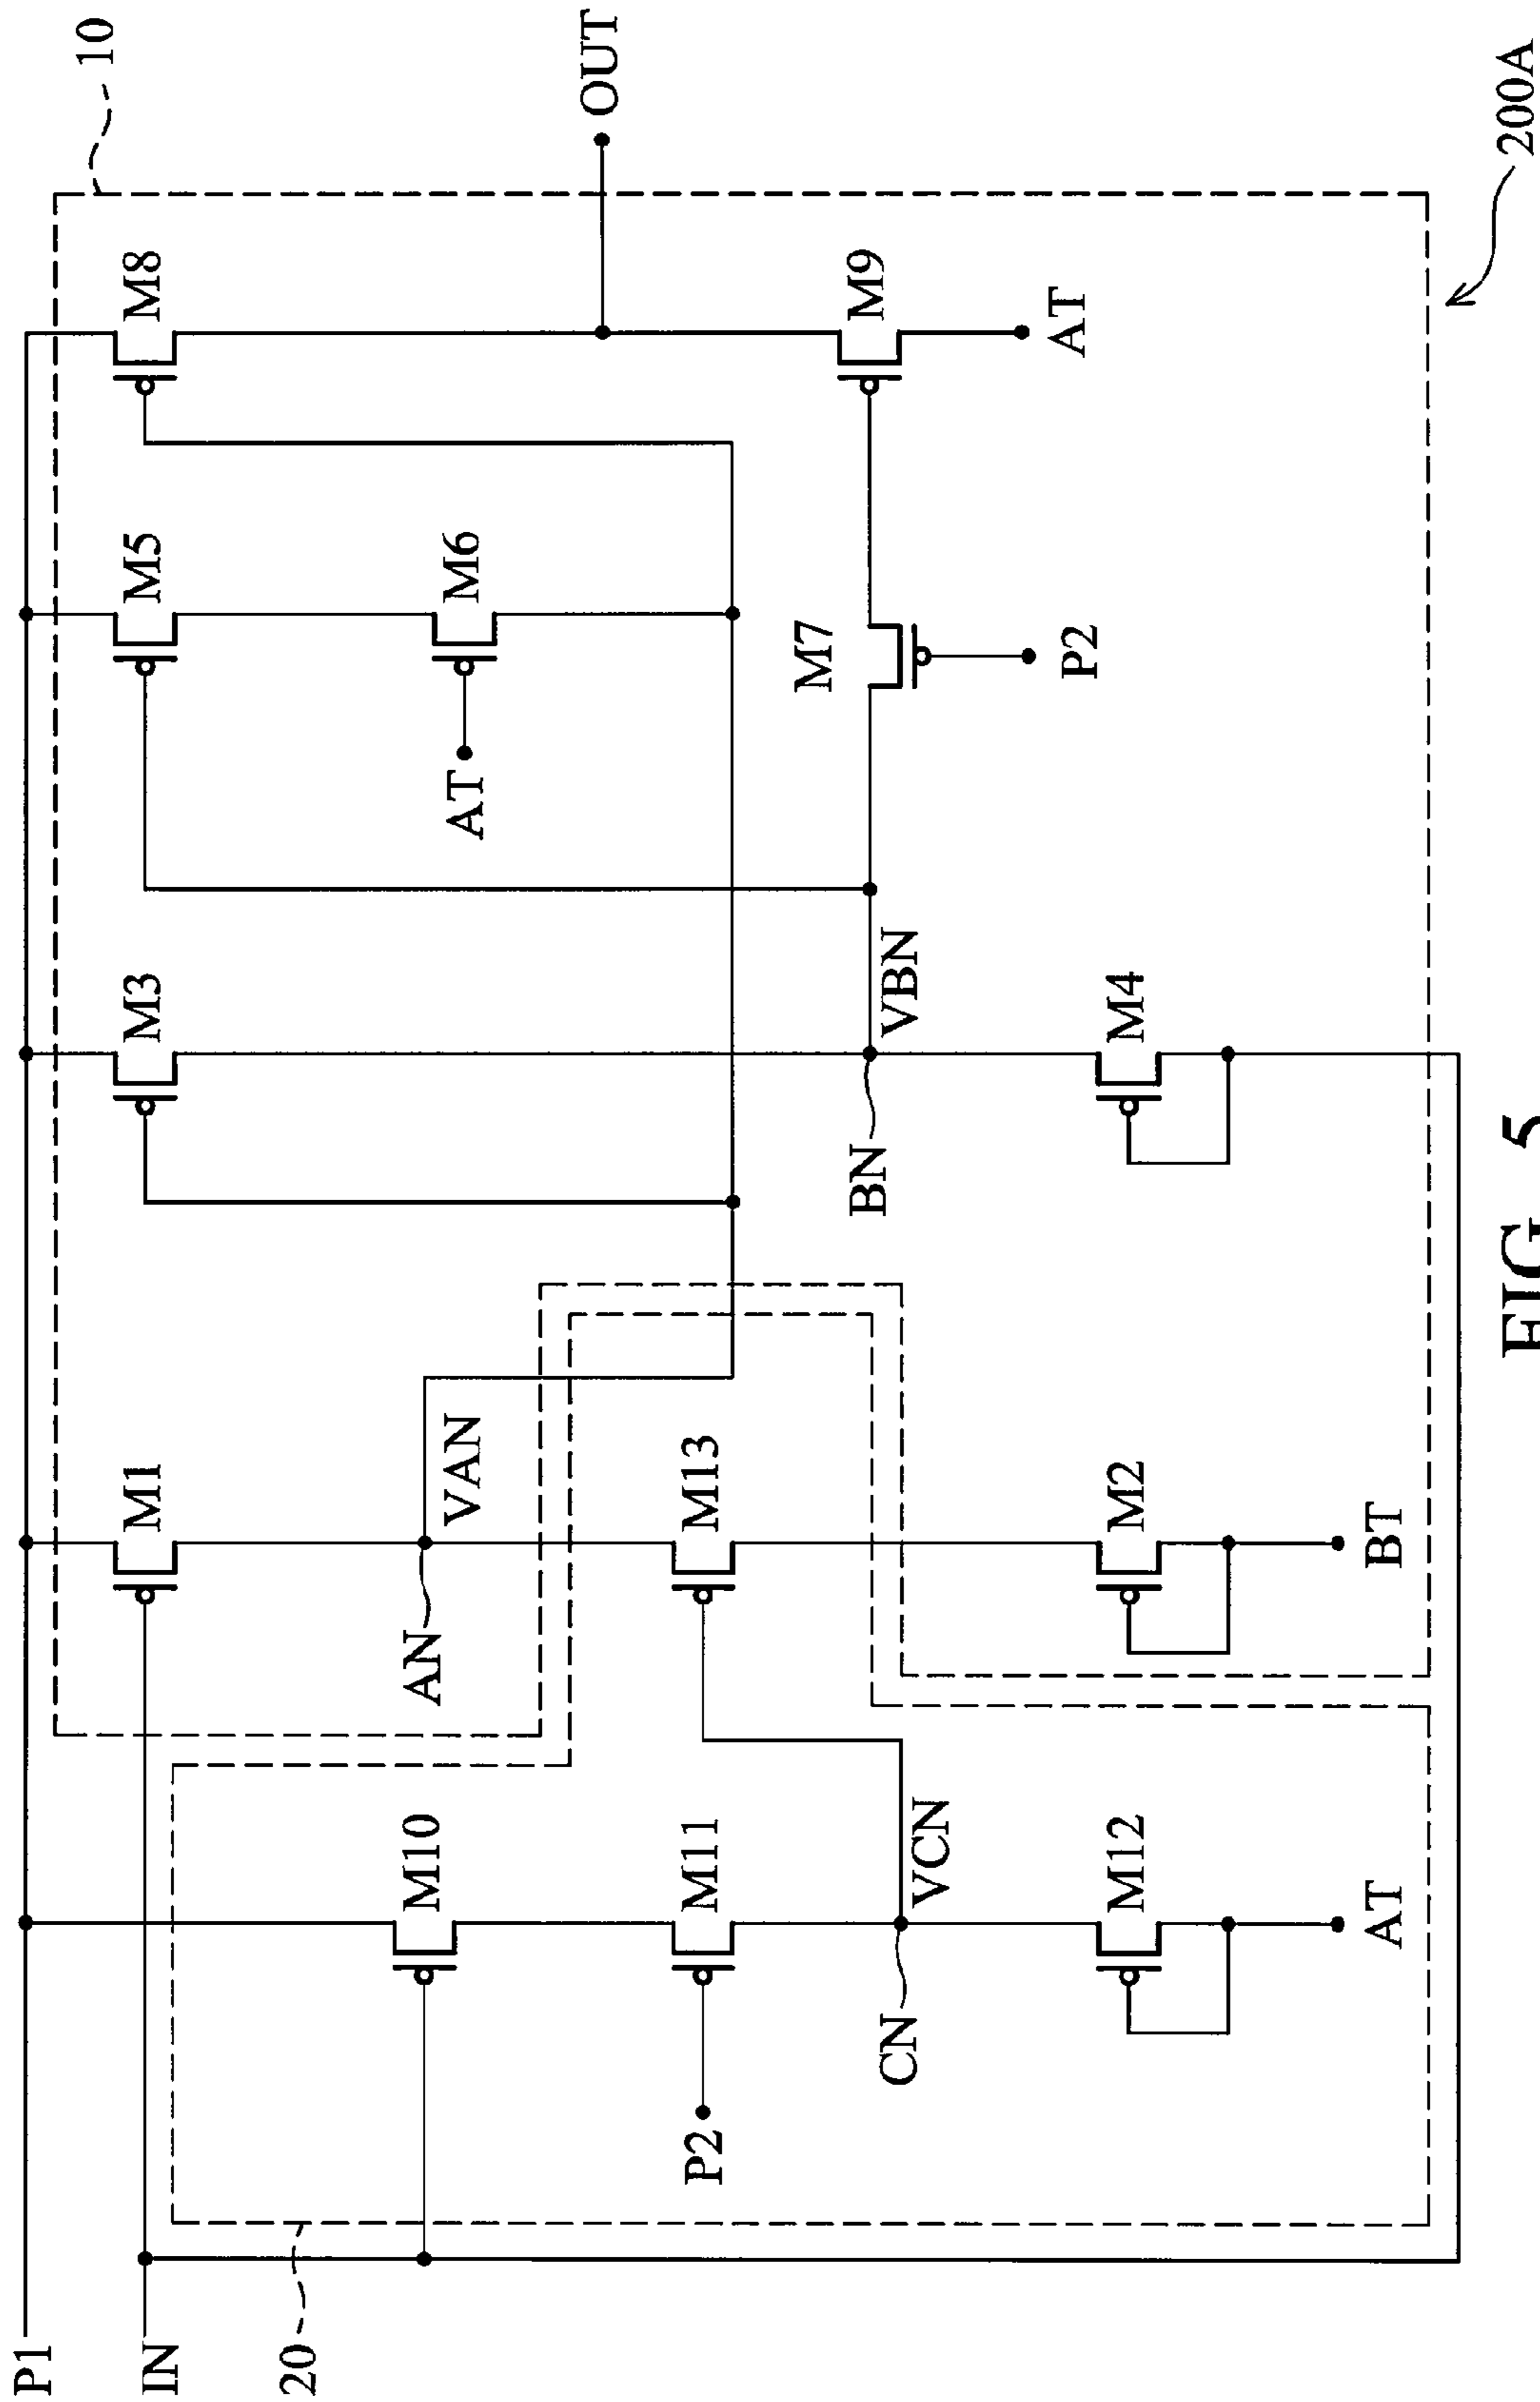 P1
IN
20
10
M1
M3
M5
M8
M10
AN
VAN
M6
AT
OUT
P2
M11
M13
M7
P2
CN
VCN
BN
VBN
M9
AT
M12
M2
M4
AT
BT
200A
FIG. 5